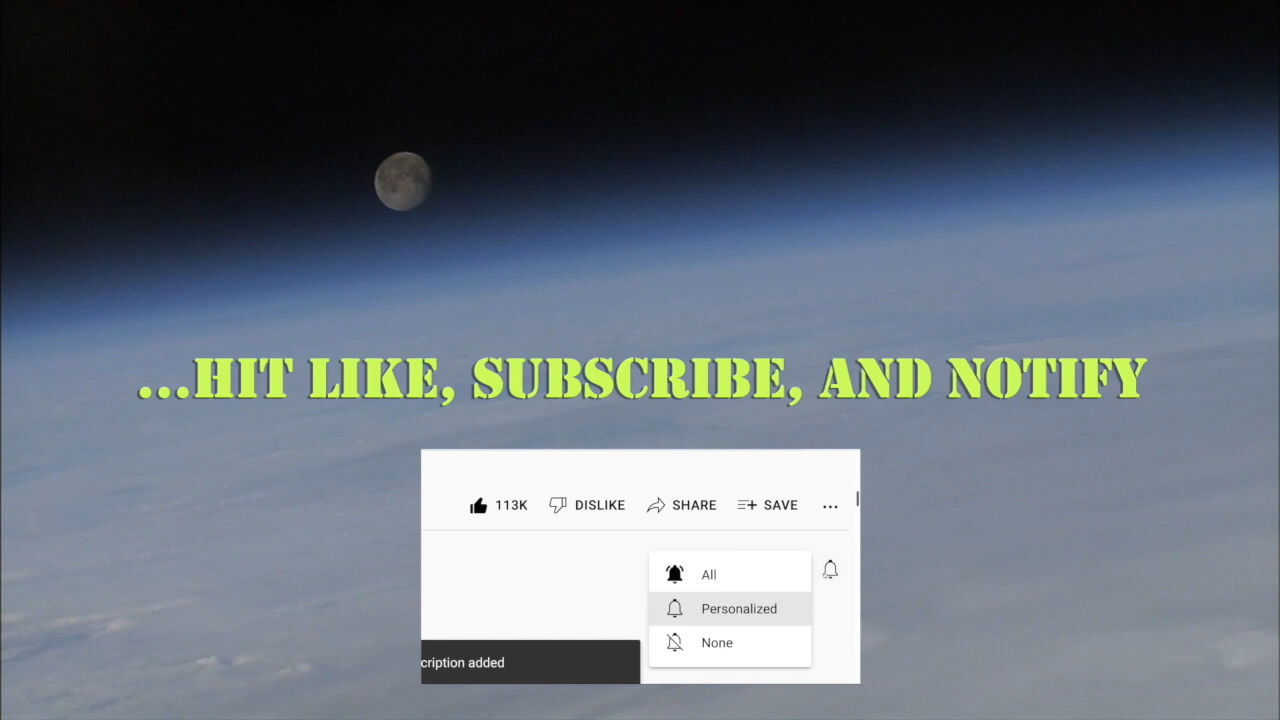 ...HIT LIKE, SUBSCRIBE, AND NOTIFY
113K DISLIKE SHARE SAVE ...
All
Personalized
None
cription added